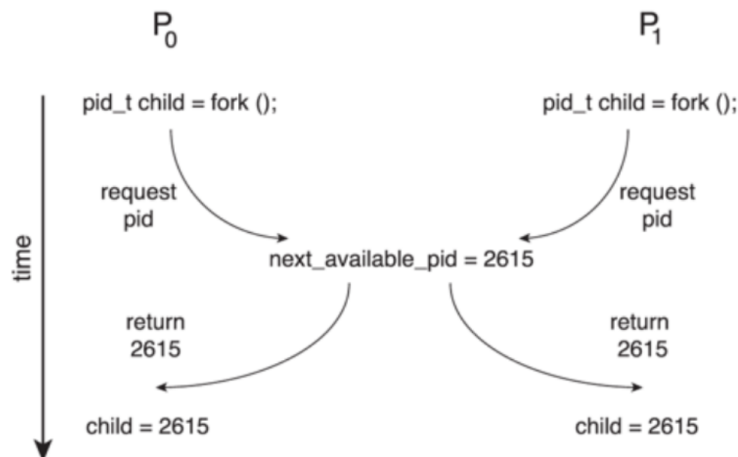 P0
P1
pid_t child = fork ();
pid_t child = fork ();
request
pid
request
pid
next_available_pid = 2615
time
return
2615
return
2615
child = 2615
child = 2615